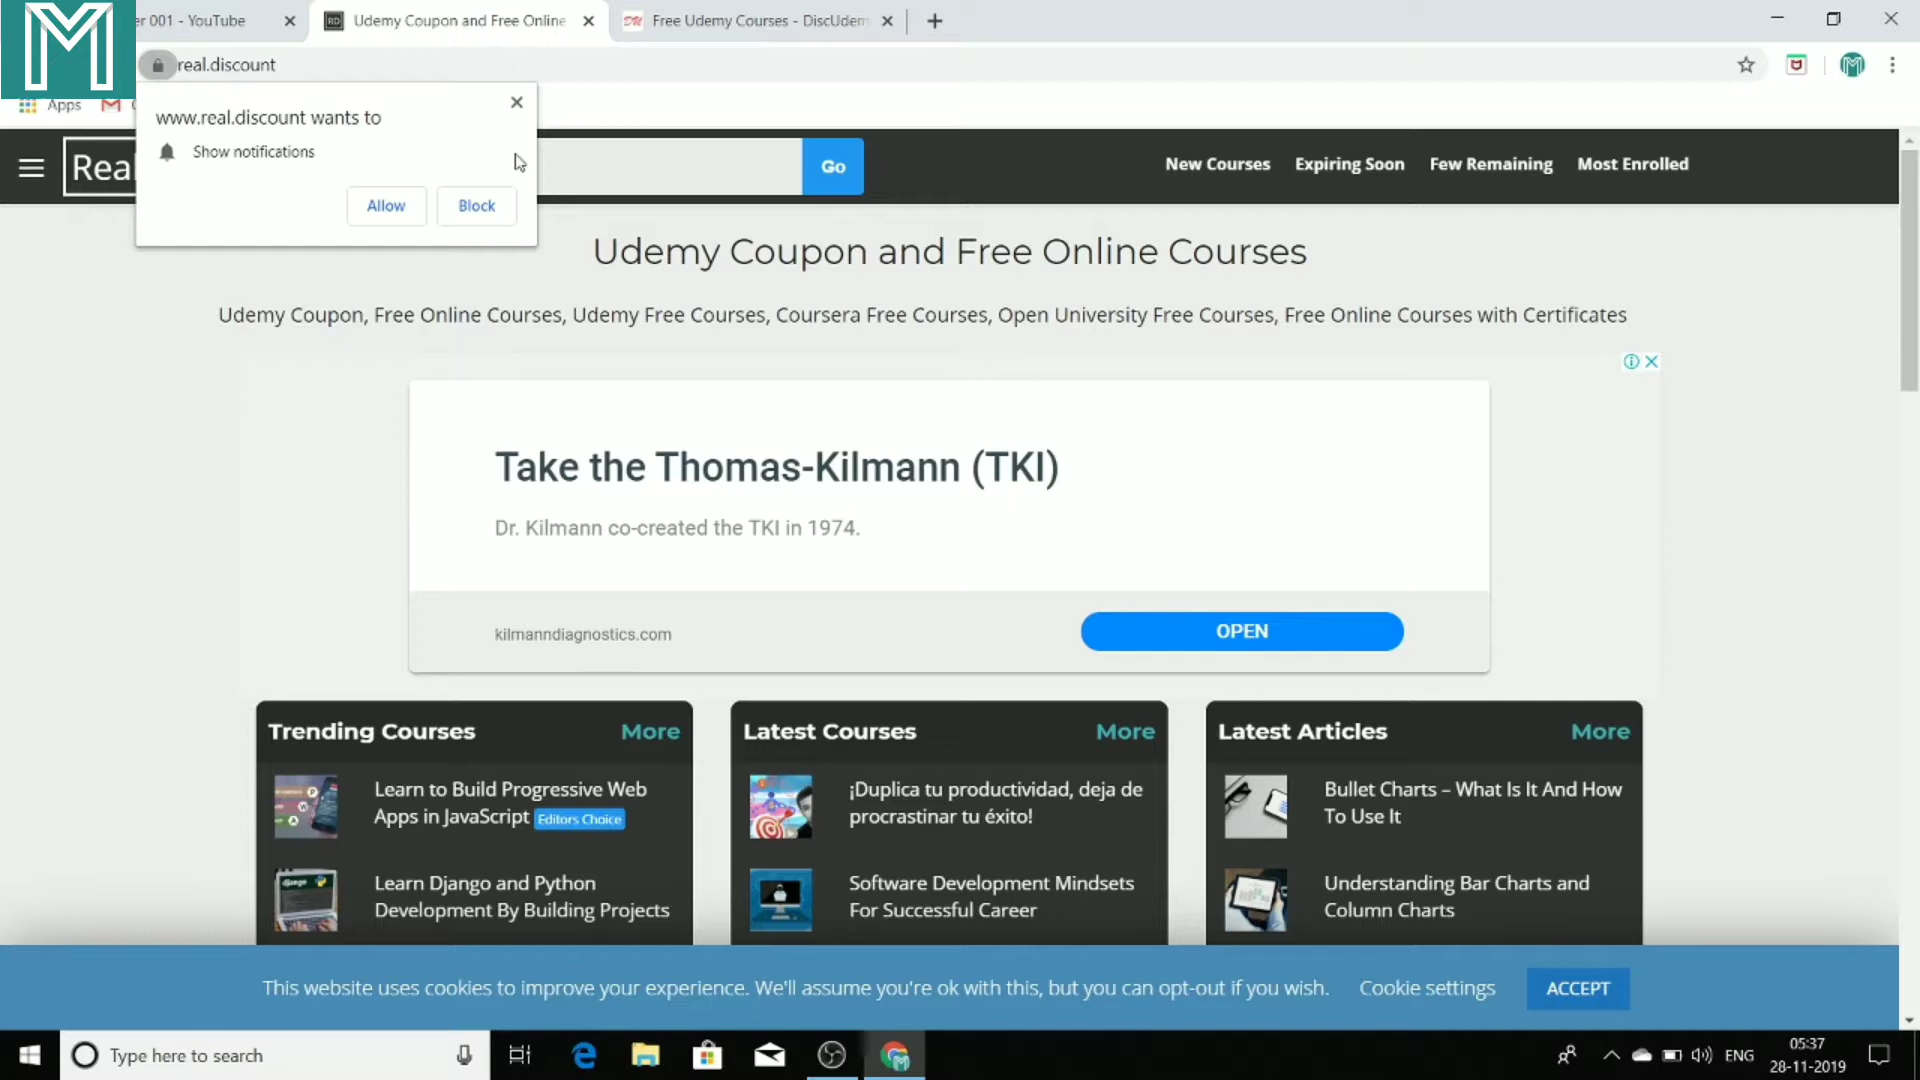 er 001 - YouTube
Udemy Coupon and Free Online
Free Udemy Courses - DiscUdem
real.discount
Apps
www.real.discount wants to
Show notifications
Allow
Block
Real
Go
New Courses
Expiring Soon
Few Remaining
Most Enrolled
Udemy Coupon and Free Online Courses
Udemy Coupon, Free Online Courses, Udemy Free Courses, Coursera Free Courses, Open University Free Courses, Free Online Courses with Certificates
Take the Thomas-Kilmann (TKI)
Dr. Kilmann co-created the TKI in 1974.
kilmanndiagnostics.com
OPEN
Trending Courses
More
Learn to Build Progressive Web
Apps in JavaScript Editors Choice
Learn Django and Python
Development By Building Projects
Latest Courses
More
¡Duplica tu productividad, deja de
procrastinar tu éxito!
Software Development Mindsets
For Successful Career
Latest Articles
More
Bullet Charts – What Is It And How
To Use It
Understanding Bar Charts and
Column Charts
This website uses cookies to improve your experience. We'll assume you're ok with this, but you can opt-out if you wish.
Cookie settings
ACCEPT
Type here to search
ENG
05:37
28-11-2019